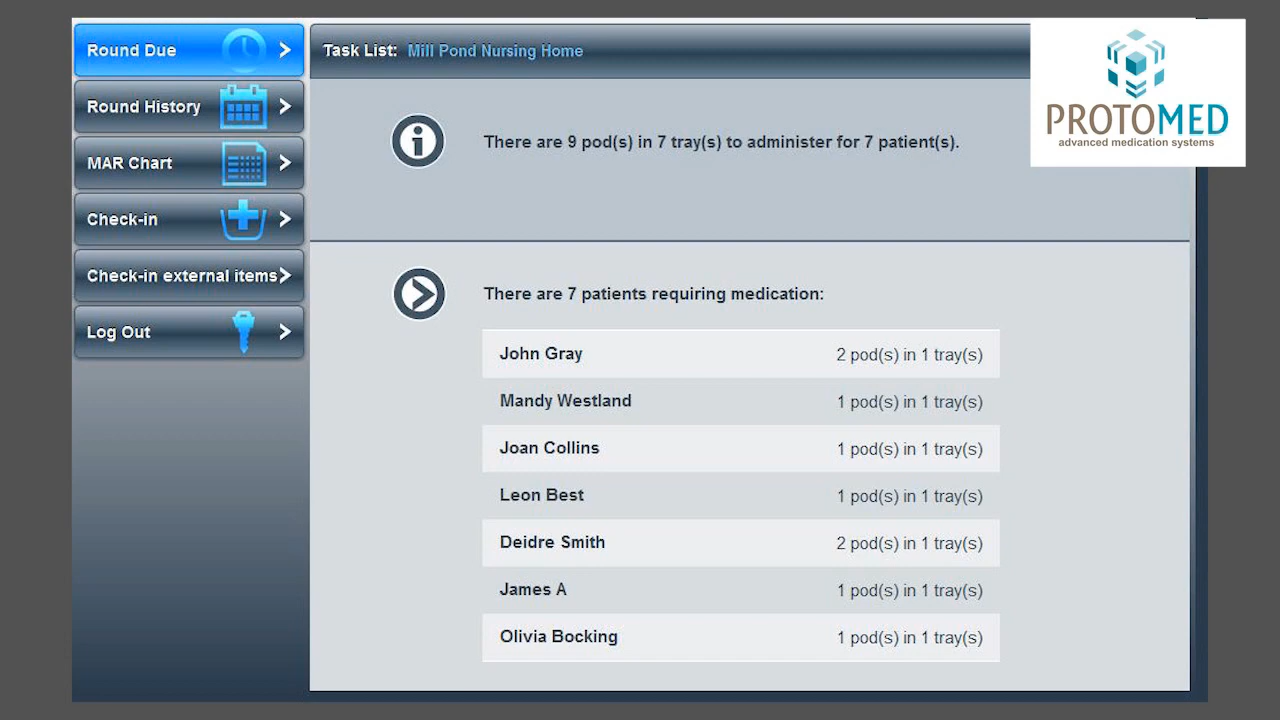 Round Due
Round History
MAR Chart
Check-in
Check-in external items
Log Out
Task List: Mill Pond Nursing Home
PROTOMED
advanced medication systems
There are 9 pod(s) in 7 tray(s) to administer for 7 patient(s).
There are 7 patients requiring medication:
John Gray 2 pod(s) in 1 tray(s)
Mandy Westland 1 pod(s) in 1 tray(s)
Joan Collins 1 pod(s) in 1 tray(s)
Leon Best 1 pod(s) in 1 tray(s)
Deidre Smith 2 pod(s) in 1 tray(s)
James A 1 pod(s) in 1 tray(s)
Olivia Bocking 1 pod(s) in 1 tray(s)